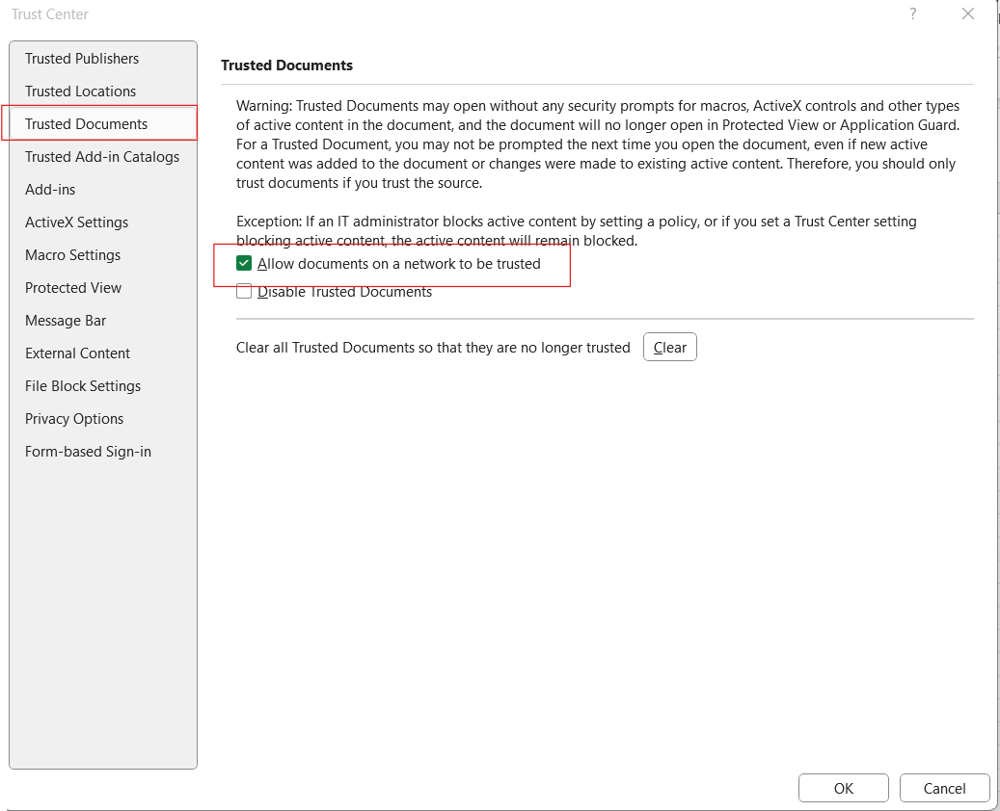 Trust Center
?
Trusted Publishers
Trusted Locations
Trusted Documents
Trusted Add-in Catalogs
Add-ins
ActiveX Settings
Macro Settings
Protected View
Message Bar
External Content
File Block Settings
Privacy Options
Form-based Sign-in
Trusted Documents
Warning: Trusted Documents may open without any security prompts for macros, ActiveX controls and other types
of active content in the document, and the document will no longer open in Protected View or Application Guard.
For a Trusted Document, you may not be prompted the next time you open the document, even if new active
content was added to the document or changes were made to existing active content. Therefore, you should only
trust documents if you trust the source.
Exception: If an IT administrator blocks active content by setting a policy, or if you set a Trust Center setting
blocking active content, the active content will remain blocked.
Allow documents on a network to be trusted
Disable Trusted Documents
Clear all Trusted Documents so that they are no longer trusted
Clear
OK
Cancel